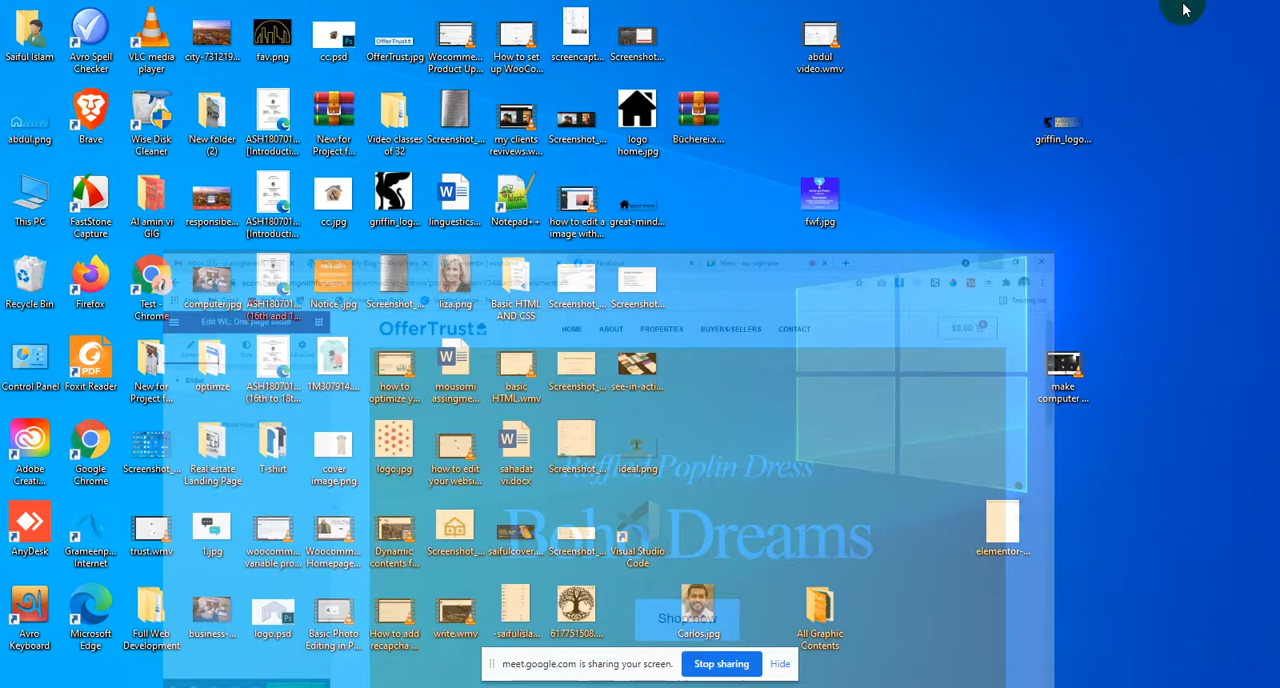 Saiful Islam
Avro Spell
Checker
VLC media
player
city-731219...
fav.png
cc.psd
OfferTrust.jpg
Wocomme...
Product Up...
How to set
up WooCo...
screencapt...
Screenshot...
abdul
video.wmv
abdul.png
Brave
Wise Disk
Cleaner
New folder
(2)
ASH180701...
[Introducti...
New for
Project f...
Video classes
of 32
Screenshot_...
my clients
revivews.w...
Screenshot_...
logo
home.jpg
Bücherei.x...
griffin_logo...
This PC
FastStone
Capture
Al amin vi
GIG
responsibe...
ASH180701...
[Introducti...
cc.jpg
griffin_log...
linguestics...
Notepad++
how to edit a
image with...
great-mind...
fwf.jpg
Recycle Bin
Firefox
Test -
Chrome
computer.jpg
ASH180701...
(16th and 1...
Notice .jpg
Screenshot_...
liza.png
Basic HTML
AND CSS
Screenshot_...
Screenshot...
Edit WL: One page slider
OfferTrust
HOME ABOUT PROPERTIES BUYERS/SELLERS CONTACT
$0.00
Reading list
Slider
Control Panel
Foxit Reader
New for
Project f...
optimze
ASH180701...
(16th to 18t...
1M307914...
how to
optimize y...
mousomi
assingme...
basic
HTML.wmv
Screenshot_...
see-in-acti...
make
computer ...
Adobe
Creati...
Google
Chrome
Screenshot_...
Real estate
Landing Page
T-shirt
cover
image.png
logo.jpg
how to edit
your websi...
sahadat
vi.docx
Screenshot_...
ideal.png
Ruffled Poplin Dress
Boho Dreams
AnyDesk
Grameenp...
Internet
trust.wmv
1.jpg
woocomm...
variable pro...
Woocomm...
Homepage...
Dynamic
contents f...
Screenshot_...
saifulcover...
Screenshot_...
Visual Studio
Code
elementor-...
Avro
Keyboard
Microsoft
Edge
Full Web
Development
business-...
logo.psd
Basic Photo
Editing in P...
How to add
recapcha ...
write.wmv
-saifulisla...
617751508...
Shop now
Carlos.jpg
All Graphic
Contents
meet.google.com is sharing your screen.
Stop sharing
Hide